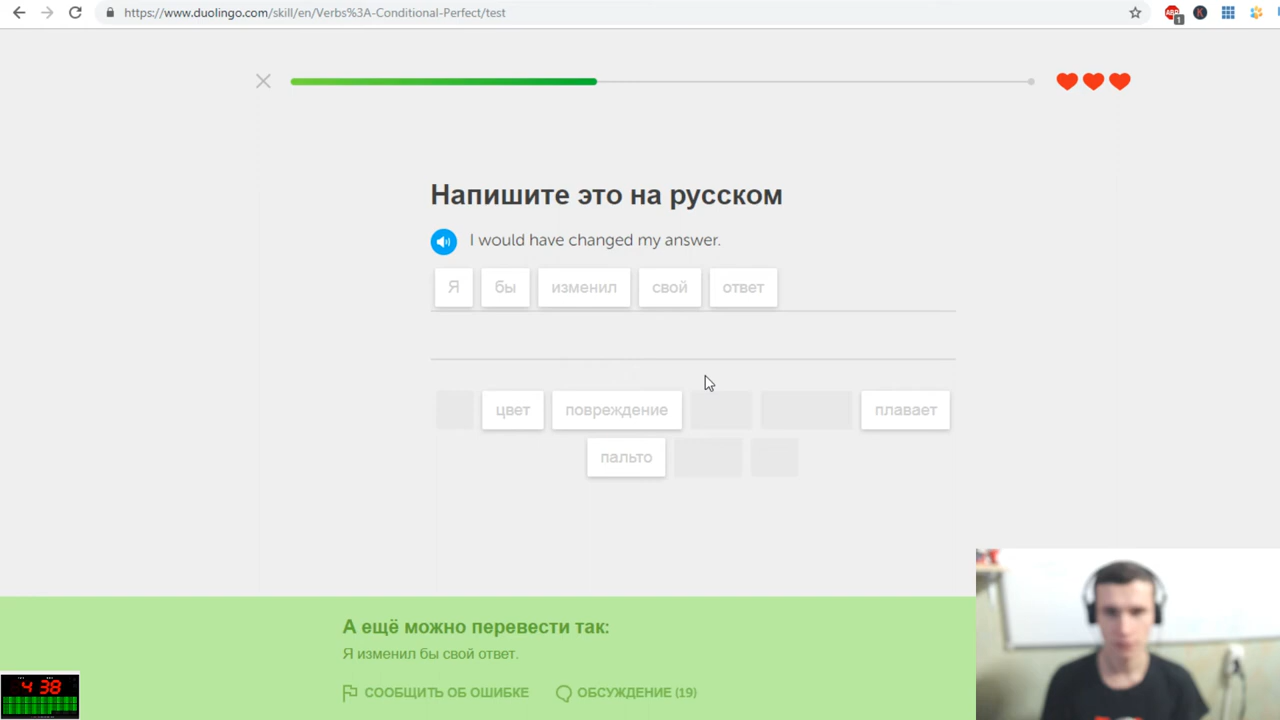 https://www.duolingo.com/skill/en/Verbs%3A-Conditional-Perfect/test
ABP
1
K
Напишите это на русском
I would have changed my answer.
Я бы изменил свой ответ
цвет повреждение плавает
пальто
А ещё можно перевести так:
Я изменил бы свой ответ.
СООБЩИТЬ ОБ ОШИБКЕ ОБСУЖДЕНИЕ (19)
4 38